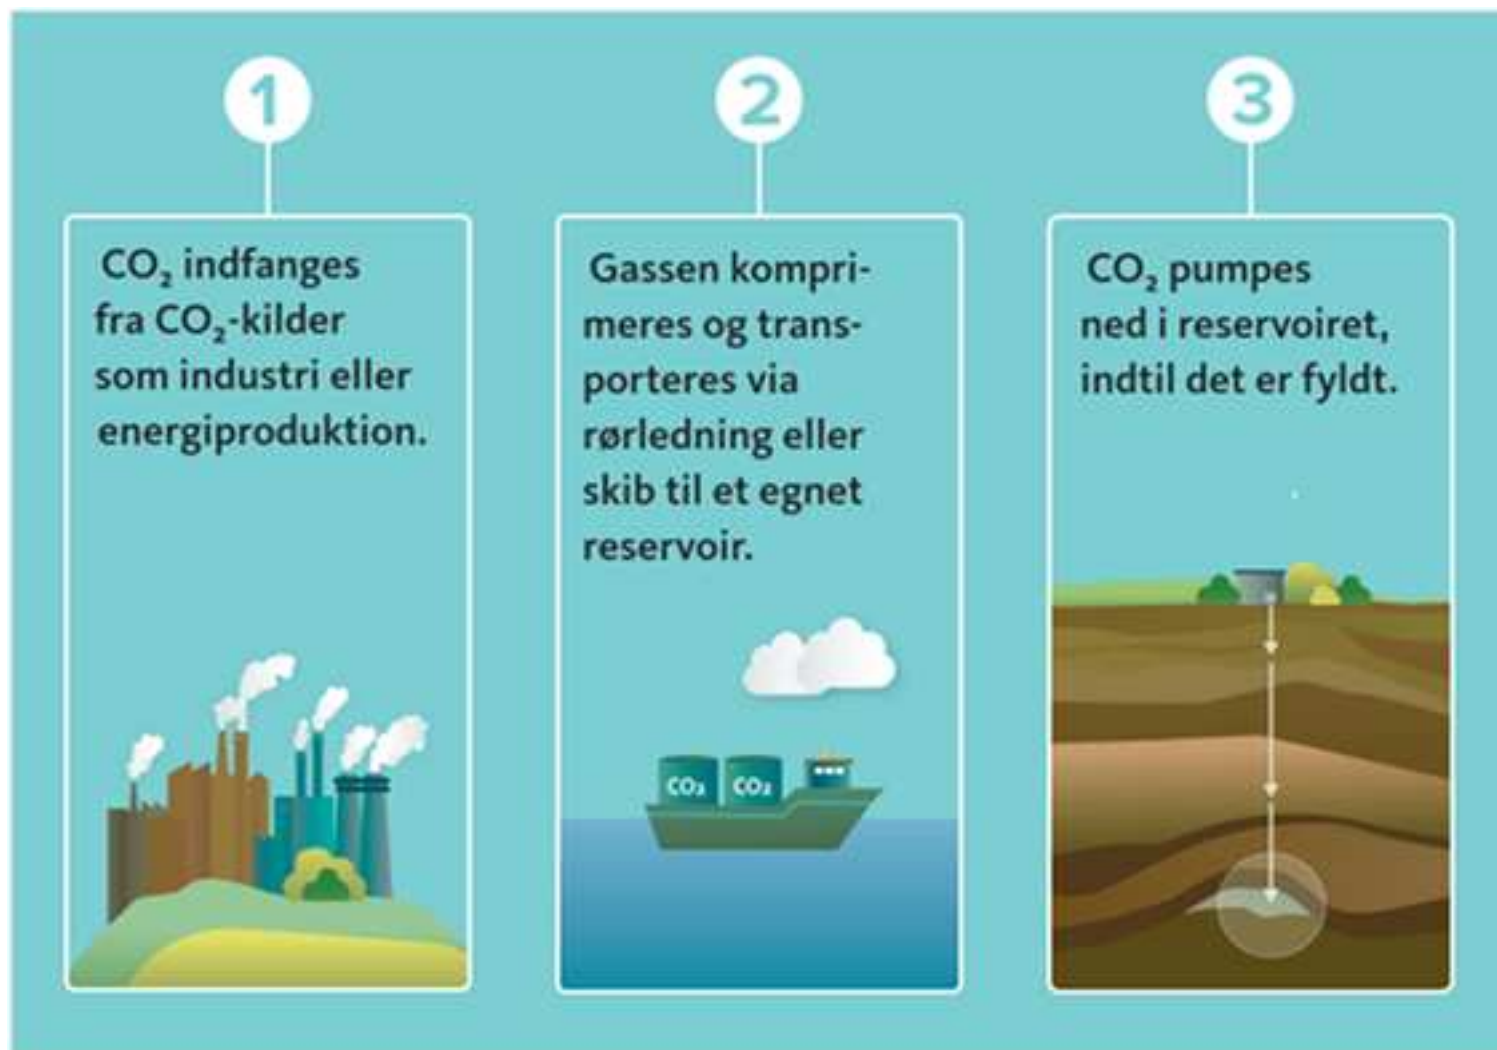 1
CO₂ indfanges
fra CO₂-kilder
som industri eller
energiproduktion.
2
Gassen kompri-
meres og trans-
porteres via
rørledning eller
skib til et egnet
reservoir.
CO₂ CO₂
3
CO₂ pumpes
ned i reservoiret,
indtil det er fyldt.